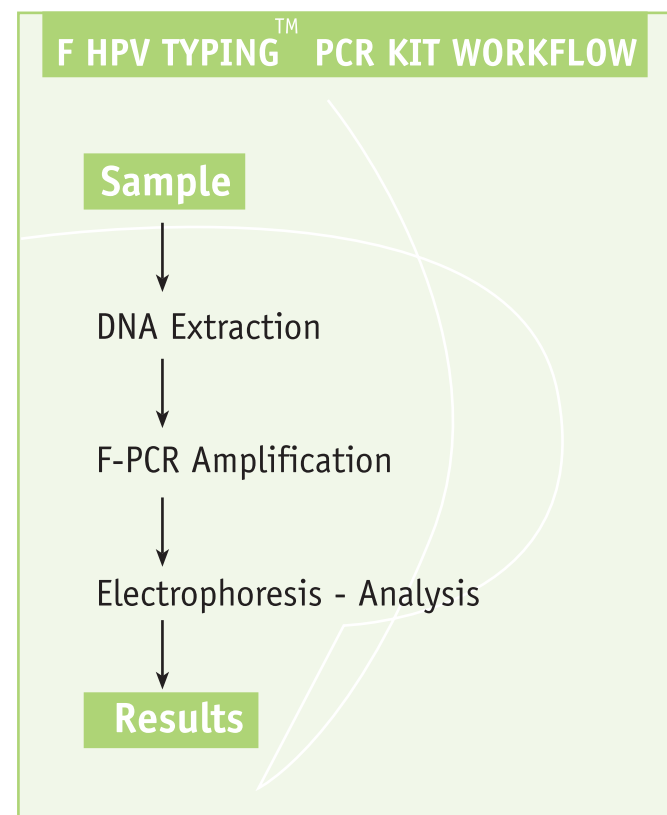 F HPV TYPING™ PCR KIT WORKFLOW
Sample
DNA Extraction
F-PCR Amplification
Electrophoresis - Analysis
Results